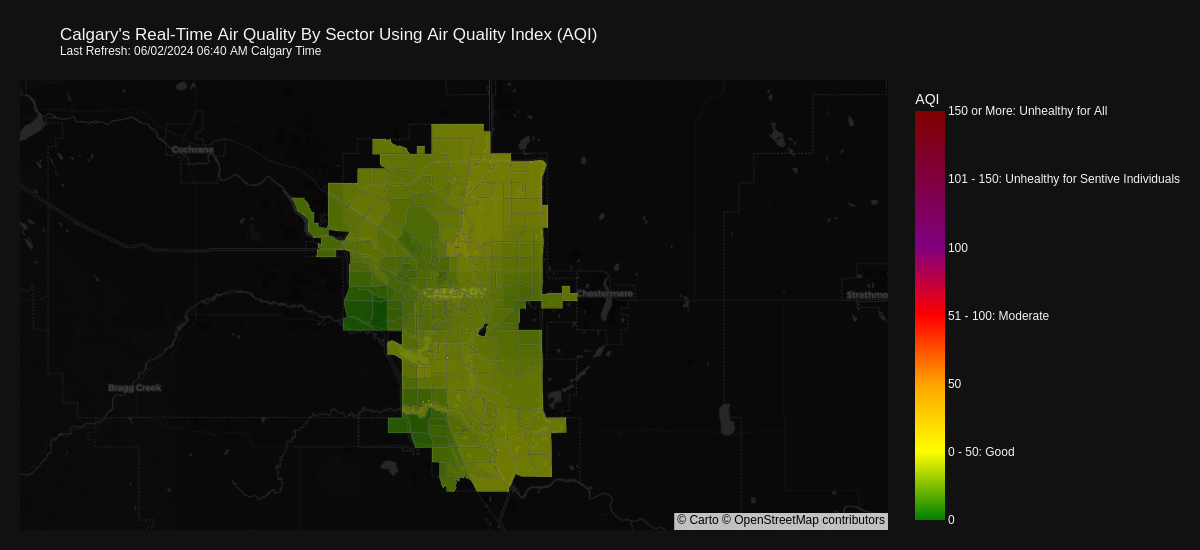 Calgary's Real-Time Air Quality By Sector Using Air Quality Index (AQI)
Last Refresh: 06/02/2024 06:40 AM Calgary Time
AQI
150 or More: Unhealthy for All
Cochrane
101 - 150: Unhealthy for Sentive Individuals
100
CALGARY
Chestermere
Strathmo
51 - 100: Moderate
Bragg Creek
50
0 - 50: Good
© Carto © OpenStreetMap contributors
0